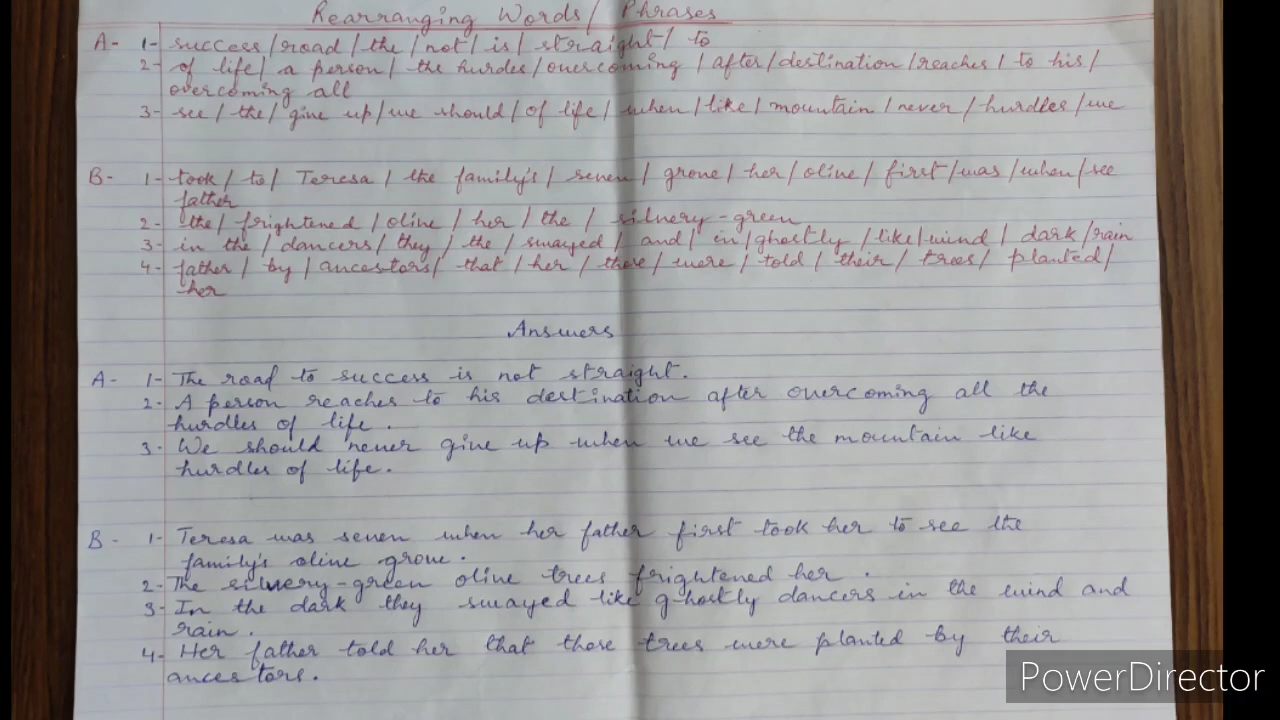 Rearranging Words/ Phrases
A- 1- success/road/the/not/is/straight/to
2- of life/ a person/ the hurdes/overcoming/after/destination/reaches/to his/
overcoming all
3- see/the/give up/we should/of life/when/like/mountain/never/hurdles/we
B- 1- took/to/Teresa/the family's/seven/grove/her/olive/first/was/when/see
father
2- the/frightened/olive/her/the/silvery-green
3- in the/dancers/they/the/swayed/and/in/ghostly/like/wind/dark/rain
4- father/by/ancestors/that/her/those/were/told/their/trees/planted/
her
Answers
A- 1- The road to success is not straight.
2- A person reaches to his destination after overcoming all the
hurdles of life.
3- We should never give up when we see the mountain like
hurdles of life.
B- 1- Teresa was seven when her father first took her to see the
family's olive grove.
2- The silvery-green olive trees frightened her.
3- In the dark they swayed like ghostly dancers in the wind and
rain.
4- Her father told her that those trees were planted by their
ancestors.
PowerDirector